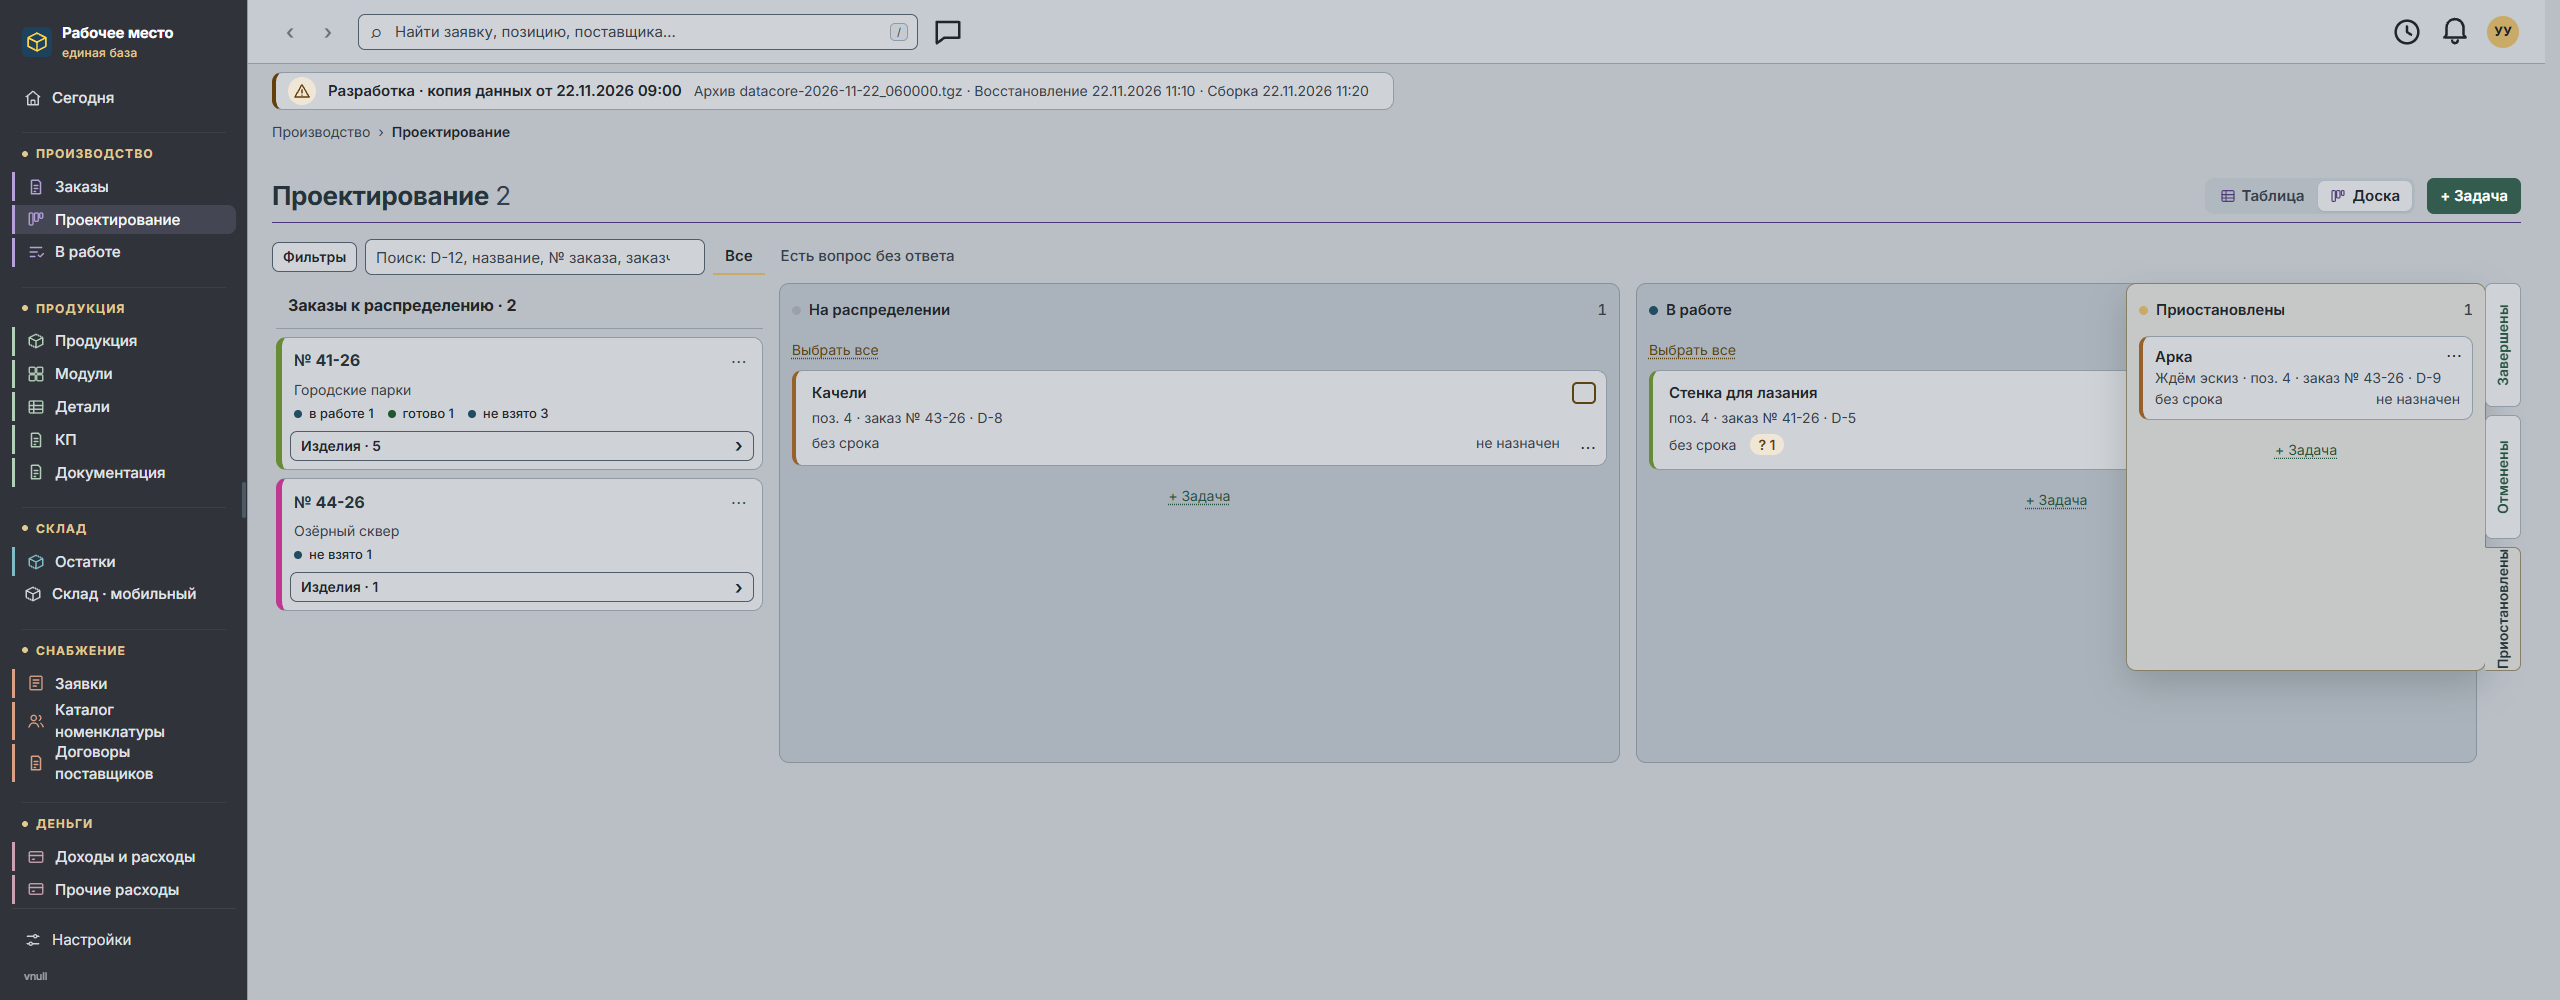 Рабочее место
единая база
Сегодня
ПРОИЗВОДСТВО
Заказы
Проектирование
В работе
ПРОДУКЦИЯ
Продукция
Модули
Детали
КП
Документация
СКЛАД
Остатки
Склад · мобильный
СНАБЖЕНИЕ
Заявки
Каталог
номенклатуры
Договоры
поставщиков
ДЕНЬГИ
Доходы и расходы
Прочие расходы
Настройки
vnull
Найти заявку, позицию, поставщика… /
УУ
Разработка · копия данных от 22.11.2026 09:00 Архив datacore-2026-11-22_060000.tgz · Восстановление 22.11.2026 11:10 · Сборка 22.11.2026 11:20
Производство › Проектирование
Проектирование 2
Таблица Доска + Задача
Фильтры Поиск: D-12, название, № заказа, заказч Все Есть вопрос без ответа
Заказы к распределению · 2
№ 41-26 ...
Городские парки
в работе 1 готово 1 не взято 3
Изделия · 5 ›
№ 44-26 ...
Озёрный сквер
не взято 1
Изделия · 1 ›
На распределении 1
Выбрать все
Качели
поз. 4 · заказ № 43-26 · D-8
без срока не назначен ...
+ Задача
В работе
Выбрать все
Стенка для лазания
поз. 4 · заказ № 41-26 · D-5
без срока ? 1
+ Задача
Приостановлены 1
Арка ...
Ждём эскиз · поз. 4 · заказ № 43-26 · D-9
без срока не назначен
+ Задача
Завершены
Отменены
Приостановлены